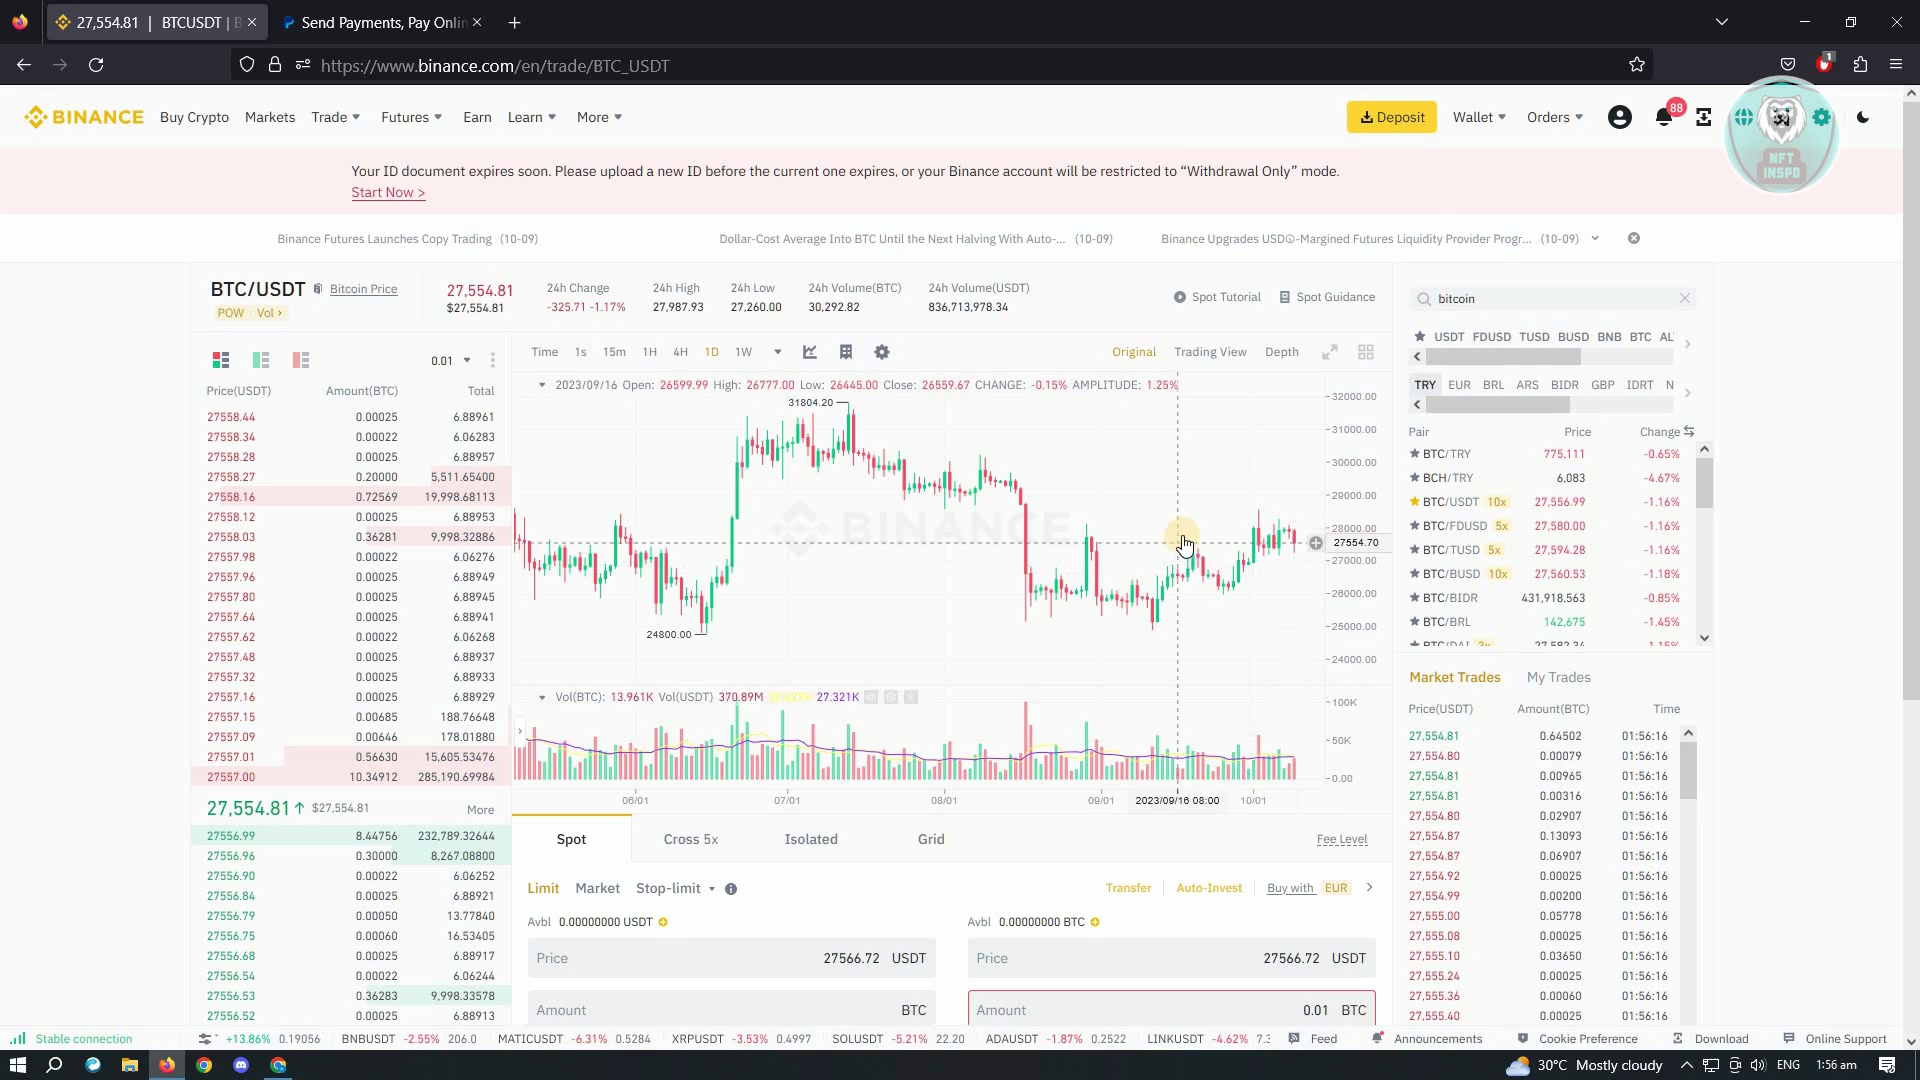 27,554.81 | BTCUSDT | B
Send Payments, Pay Onlin
https://www.binance.com/en/trade/BTC_USDT
1
BINANCE Buy Crypto Markets Trade Futures Earn Learn More Deposit Wallet Orders 88
NFT INSPO
Your ID document expires soon. Please upload a new ID before the current one expires, or your Binance account will be restricted to “Withdrawal Only” mode.
Start Now >
Binance Futures Launches Copy Trading (10-09) Dollar-Cost Average Into BTC Until the Next Halving With Auto-... (10-09) Binance Upgrades USDⓈ-Margined Futures Liquidity Provider Progr... (10-09)
BTC/USDT Bitcoin Price
POW Vol ›
27,554.81
$27,554.81
24h Change
-325.71 -1.17%
24h High
27,987.93
24h Low
27,260.00
24h Volume(BTC)
30,292.82
24h Volume(USDT)
836,713,978.34
Spot Tutorial Spot Guidance
0.01
Price(USDT) Amount(BTC) Total
27558.44 0.00025 6.88961
27558.34 0.00022 6.06283
27558.28 0.00025 6.88957
27558.27 0.20000 5,511.65400
27558.16 0.72569 19,998.68113
27558.12 0.00025 6.88953
27558.03 0.36281 9,998.32886
27557.98 0.00022 6.06276
27557.96 0.00025 6.88949
27557.80 0.00025 6.88945
27557.64 0.00025 6.88941
27557.62 0.00022 6.06268
27557.48 0.00025 6.88937
27557.32 0.00025 6.88933
27557.16 0.00025 6.88929
27557.15 0.00685 188.76648
27557.09 0.00646 178.01880
27557.01 0.56630 15,605.53476
27557.00 10.34912 285,190.69984
27,554.81↑ $27,554.81 More
27556.99 8.44756 232,789.32644
27556.96 0.30000 8,267.08800
27556.90 0.00022 6.06252
27556.84 0.00025 6.88921
27556.79 0.00050 13.77840
27556.75 0.00060 16.53405
27556.68 0.00025 6.88917
27556.54 0.00022 6.06244
27556.53 0.36283 9,998.33578
27556.52 0.00025 6.88913
Time 1s 15m 1H 4H 1D 1W Original Trading View Depth
2023/09/16 Open: 26599.99 High: 26777.00 Low: 26445.00 Close: 26559.67 CHANGE: -0.15% AMPLITUDE: 1.25%
31804.20
24800.00
BINANCE
32000.00
31000.00
30000.00
29000.00
28000.00
27554.70
27000.00
26000.00
25000.00
24000.00
Vol(BTC): 13.961K Vol(USDT) 370.89M 27.321K
100K
50K
0.00
06/01 07/01 08/01 09/01 2023/09/16 08:00 10/01
Spot Cross 5x Isolated Grid Fee Level
Limit Market Stop-limit Transfer Auto-Invest Buy with EUR
Avbl 0.00000000 USDT
Price 27566.72 USDT
Amount BTC
Avbl 0.00000000 BTC
Price 27566.72 USDT
Amount 0.01 BTC
bitcoin
USDT FDUSD TUSD BUSD BNB BTC AL
TRY EUR BRL ARS BIDR GBP IDRT N
Pair Price Change
BTC/TRY 775,111 -0.65%
BCH/TRY 6,083 -4.67%
BTC/USDT 10x 27,556.99 -1.16%
BTC/FDUSD 5x 27,580.00 -1.16%
BTC/TUSD 5x 27,594.28 -1.16%
BTC/BUSD 10x 27,560.53 -1.18%
BTC/BIDR 431,918,563 -0.85%
BTC/BRL 142,675 -1.45%
BTC/DAI 3x 27,582.34 -1.15%
Market Trades My Trades
Price(USDT) Amount(BTC) Time
27,554.81 0.64502 01:56:16
27,554.80 0.00079 01:56:16
27,554.81 0.00965 01:56:16
27,554.81 0.00316 01:56:16
27,554.80 0.02907 01:56:16
27,554.87 0.13093 01:56:16
27,554.87 0.06907 01:56:16
27,554.92 0.00025 01:56:16
27,554.99 0.00200 01:56:16
27,555.00 0.05778 01:56:16
27,555.08 0.00025 01:56:16
27,555.10 0.03650 01:56:16
27,555.24 0.00025 01:56:16
27,555.36 0.00060 01:56:16
27,555.40 0.00025 01:56:16
Stable connection +13.86% 0.19056 BNBUSDT -2.55% 206.0 MATICUSDT -6.31% 0.5284 XRPUSDT -3.53% 0.4997 SOLUSDT -5.21% 22.20 ADAUSDT -1.87% 0.2522 LINKUSDT -4.62% 7.3 Feed Announcements Cookie Preference Download Online Support
30°C Mostly cloudy ENG 1:56 am